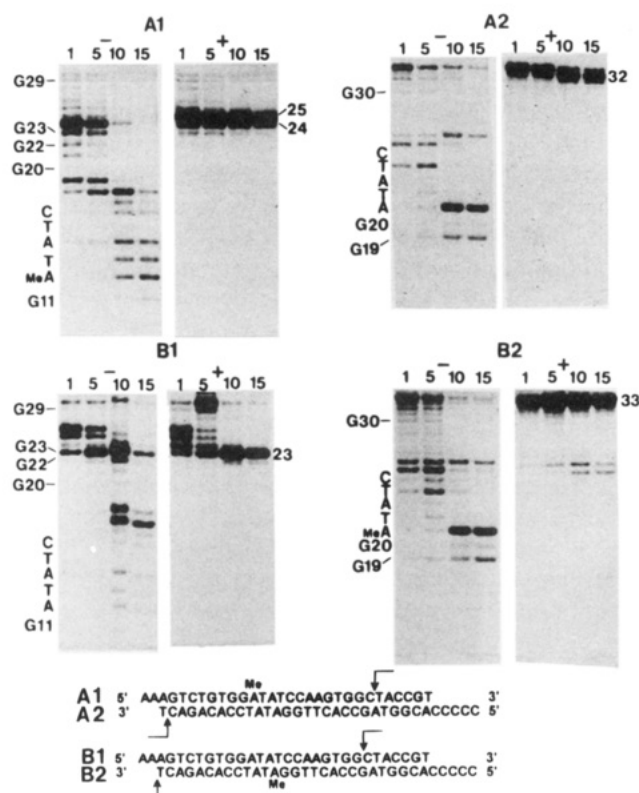 A1
− +
1 5 10 15 1 5 10 15
G29
25
24
G23
G22
G20
C
T
A
T
MeA
G11
A2
− +
1 5 10 15 1 5 10 15
32
G30
C
T
A
T
A
G20
G19
B1
− +
1 5 10 15 1 5 10 15
G29
G23
G22
23
G20
C
T
A
T
A
G11
B2
− +
1 5 10 15 1 5 10 15
33
G30
C
T
A
T
MeA
G20
G19
Me
A1 5' AAAGTCTGTGGATATCCAAGTGGCTACCGT 3'
A2 3' TCAGACACCTATAGGTTCACCGATGGCACCCCC 5'
B1 5' AAAGTCTGTGGATATCCAAGTGGCTACCGT 3'
B2 3' TCAGACACCTATAGGTTCACCGATGGCACCCCC 5'
Me